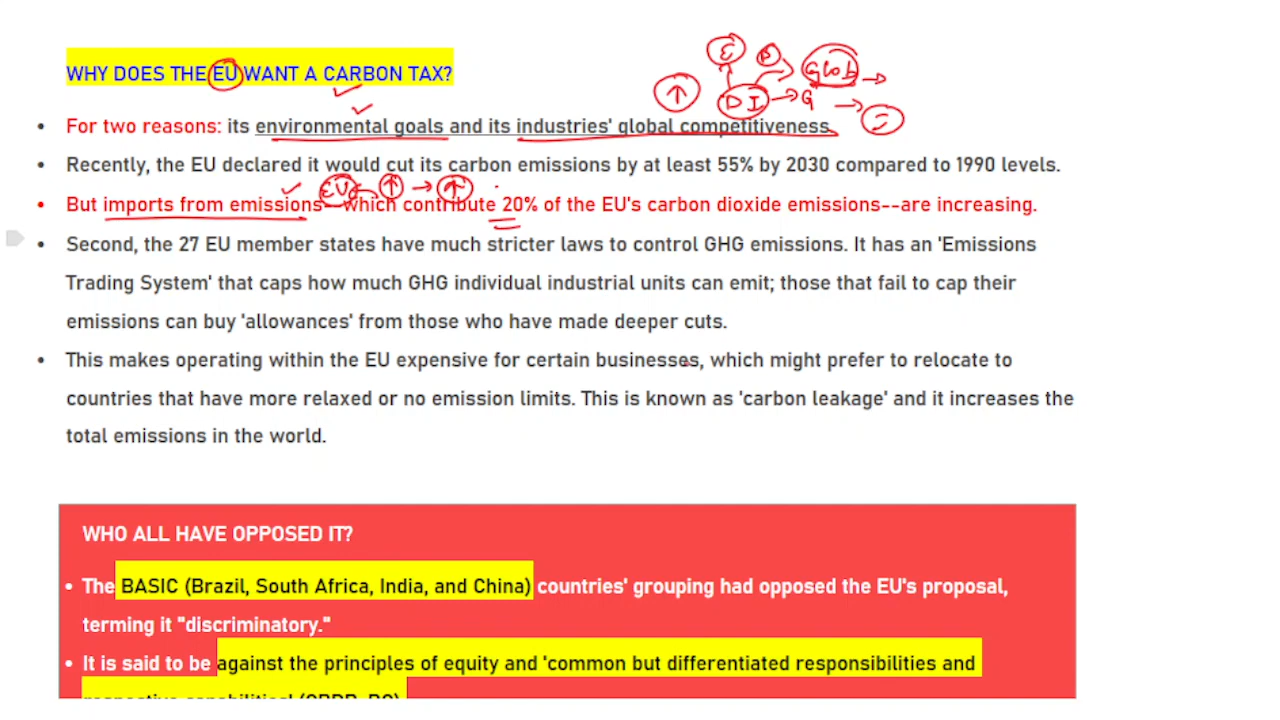 WHY DOES THE EU WANT A CARBON TAX?
E
D
Glob
↑
DI
G
• For two reasons: its environmental goals and its industries' global competitiveness.
• Recently, the EU declared it would cut its carbon emissions by at least 55% by 2030 compared to 1990 levels.
EU ↑ → ↑
• But imports from emissions--which contribute 20% of the EU's carbon dioxide emissions--are increasing.
• Second, the 27 EU member states have much stricter laws to control GHG emissions. It has an 'Emissions
Trading System' that caps how much GHG individual industrial units can emit; those that fail to cap their
emissions can buy 'allowances' from those who have made deeper cuts.
• This makes operating within the EU expensive for certain businesses, which might prefer to relocate to
countries that have more relaxed or no emission limits. This is known as 'carbon leakage' and it increases the
total emissions in the world.
WHO ALL HAVE OPPOSED IT?
• The BASIC (Brazil, South Africa, India, and China) countries' grouping had opposed the EU's proposal,
terming it "discriminatory."
• It is said to be against the principles of equity and 'common but differentiated responsibilities and
respective capabilities' (CBDR-RC).